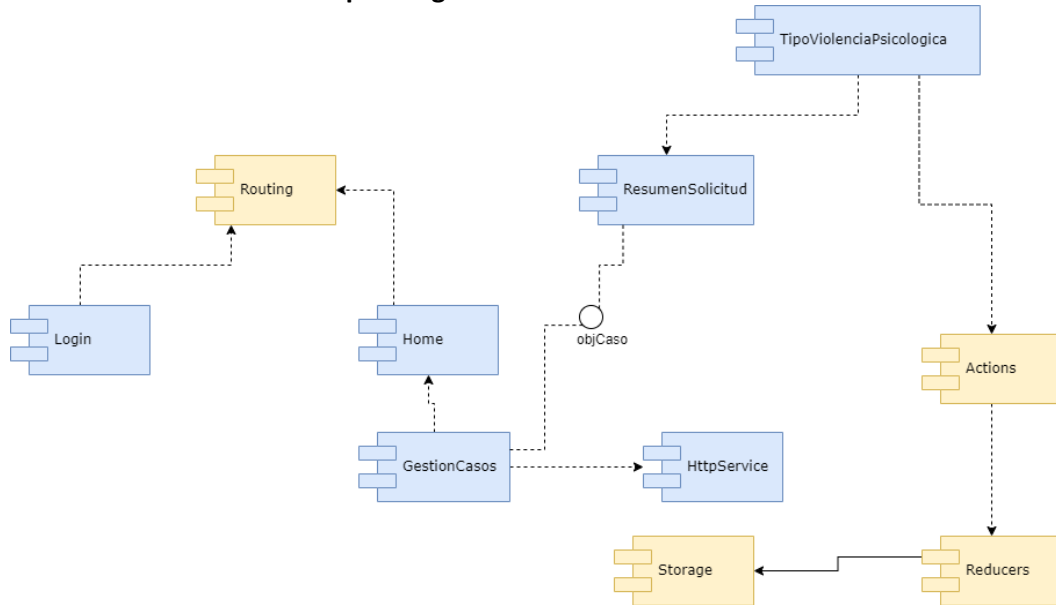 TipoViolenciaPsicologica
Routing
ResumenSolicitud
Login
Home
objCaso
Actions
GestionCasos
HttpService
Storage
Reducers